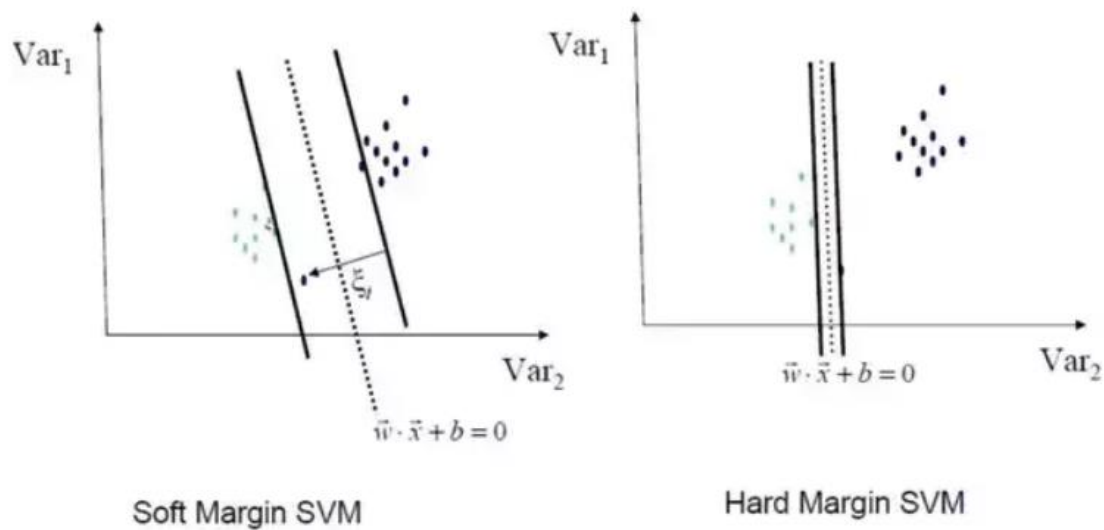 Var₁
ξᵢ
Var₂
w⃗ · x⃗ + b = 0
Soft Margin SVM
Var₁
Var₂
w⃗ · x⃗ + b = 0
Hard Margin SVM